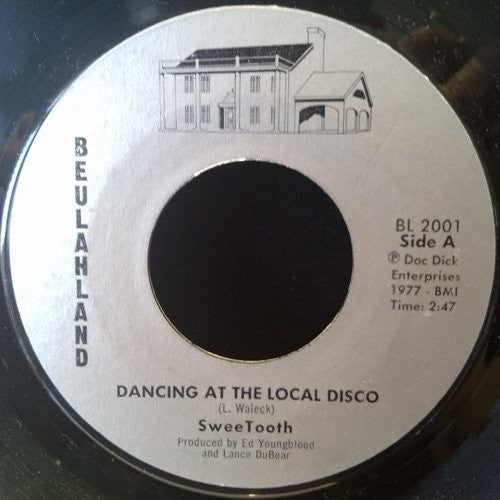 BEULAHLAND
BL 2001
Side A
℗ Doc Dick
Enterprises
1977 - BMI
Time: 2:47
DANCING AT THE LOCAL DISCO
(L. Waleck)
SweeTooth
Produced by Ed Youngblood
and Lance DuBear